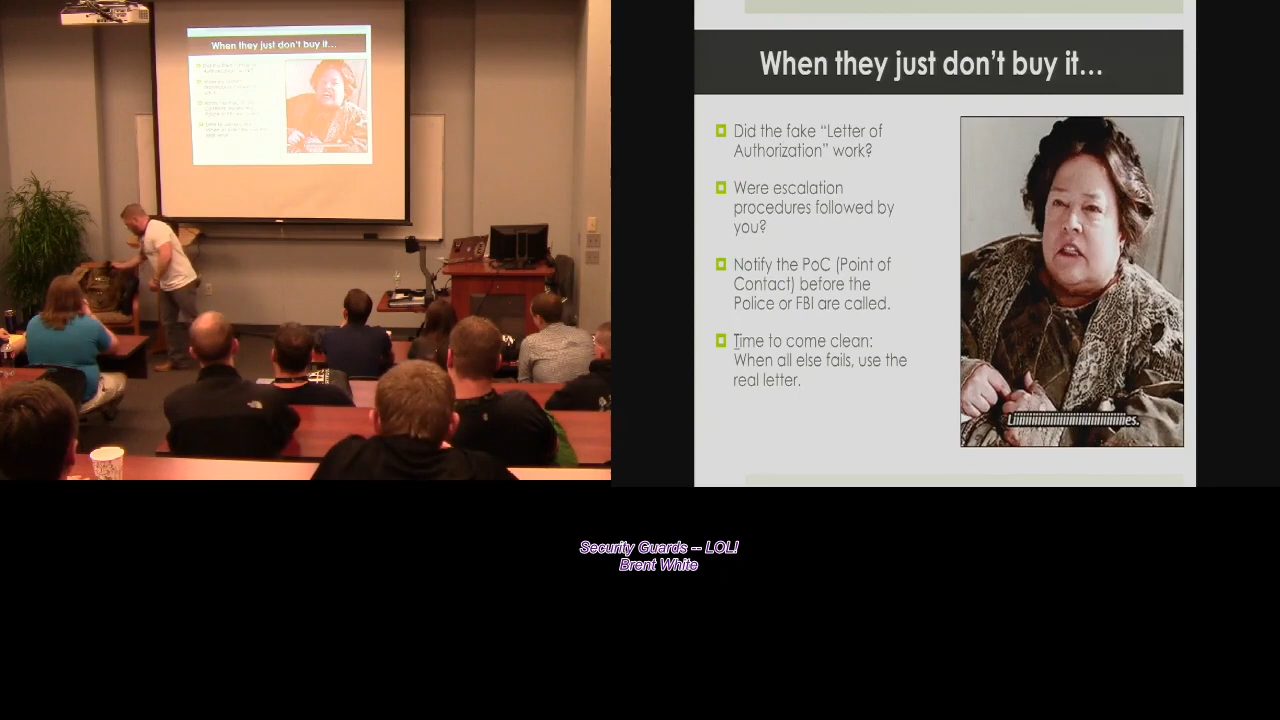 When they just don't buy it...
When they just don't buy it...
Did the fake “Letter of
Authorization” work?
Were escalation
procedures followed by
you?
Notify the PoC (Point of
Contact) before the
Police or FBI are called.
Time to come clean:
When all else fails, use the
real letter.
Security Guards -- LOL!
Brent White